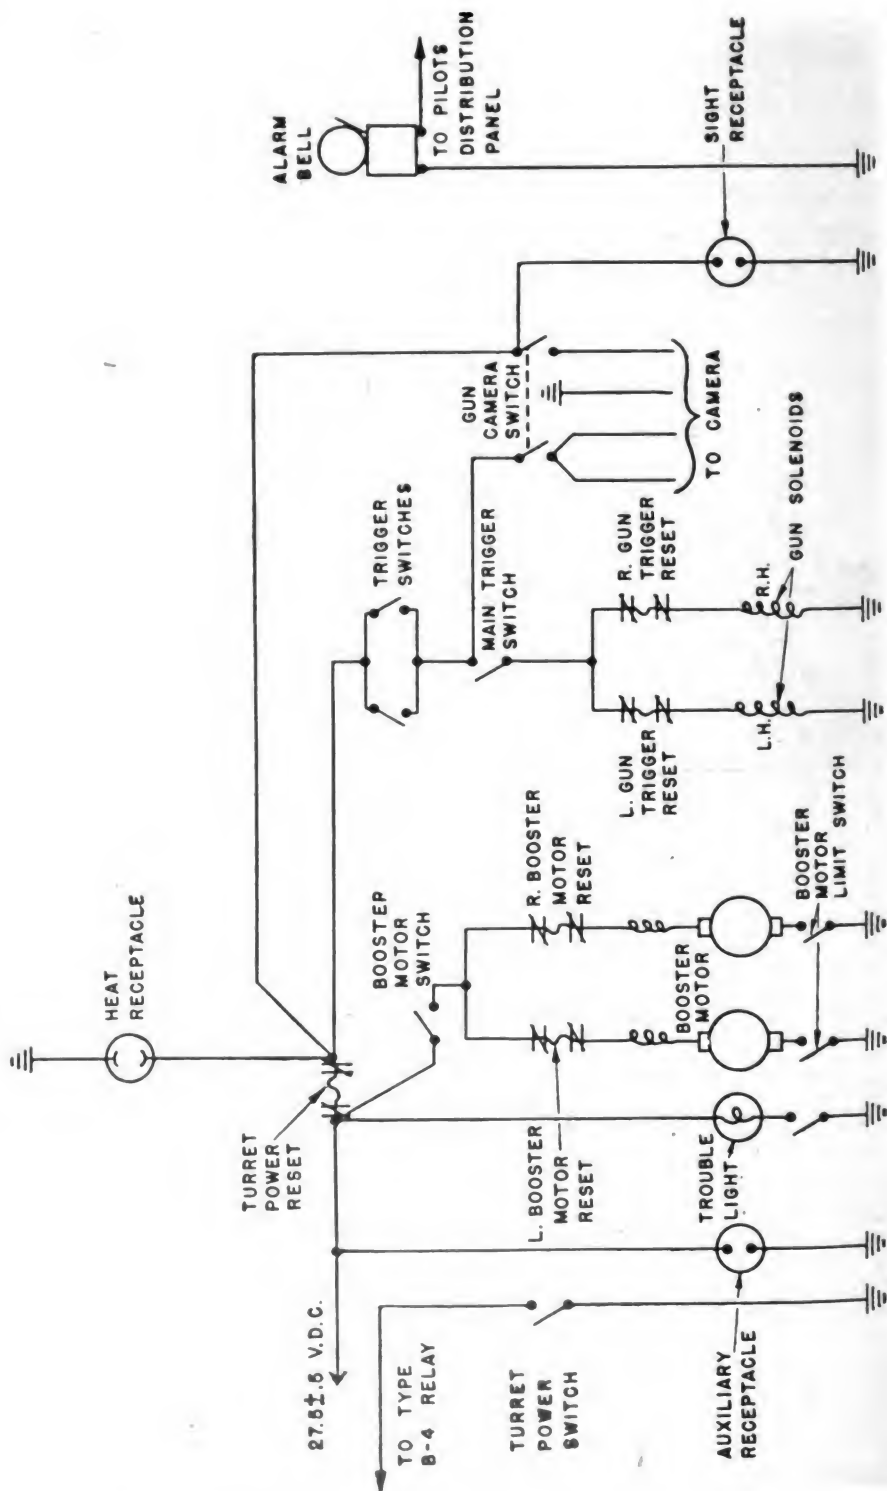 HEAT
RECEPTACLE
ALARM
BELL
TO PILOTS
DISTRIBUTION
PANEL
TURRET
POWER
RESET
27.5±.5 V.D.C.
TO TYPE
B-4 RELAY
TURRET
POWER
SWITCH
AUXILIARY
RECEPTACLE
TROUBLE
LIGHT
L. BOOSTER
MOTOR
RESET
BOOSTER
MOTOR
SWITCH
R. BOOSTER
MOTOR
RESET
BOOSTER
MOTOR
BOOSTER
MOTOR
LIMIT SWITCH
TRIGGER
SWITCHES
MAIN TRIGGER
SWITCH
L. GUN
TRIGGER
RESET
R. GUN
TRIGGER
RESET
L.H.
R.H.
GUN SOLENOIDS
GUN
CAMERA
SWITCH
TO CAMERA
SIGHT
RECEPTACLE